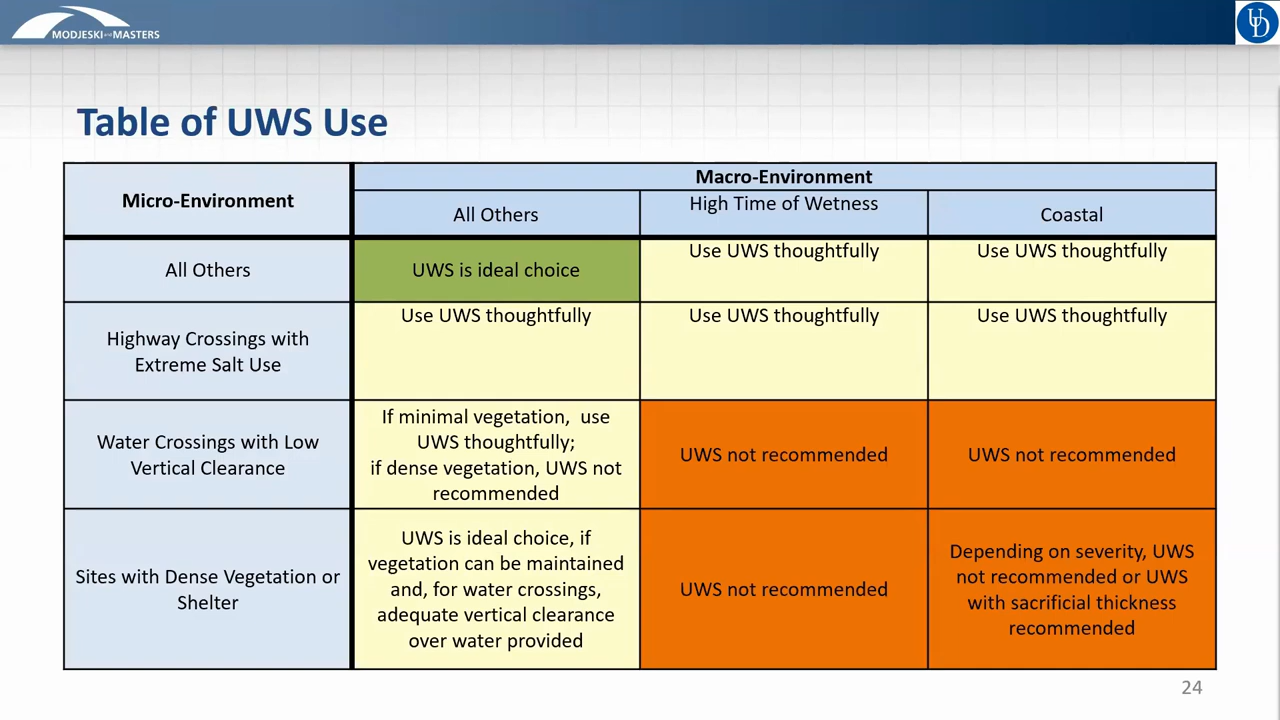 MODJESKI and MASTERS
UD
Table of UWS Use
Micro-Environment
Macro-Environment
All Others
High Time of Wetness
Coastal
All Others
UWS is ideal choice
Use UWS thoughtfully
Use UWS thoughtfully
Highway Crossings with
Extreme Salt Use
Use UWS thoughtfully
Use UWS thoughtfully
Use UWS thoughtfully
Water Crossings with Low
Vertical Clearance
If minimal vegetation, use
UWS thoughtfully;
if dense vegetation, UWS not
recommended
UWS not recommended
UWS not recommended
Sites with Dense Vegetation or
Shelter
UWS is ideal choice, if
vegetation can be maintained
and, for water crossings,
adequate vertical clearance
over water provided
UWS not recommended
Depending on severity, UWS
not recommended or UWS
with sacrificial thickness
recommended
24